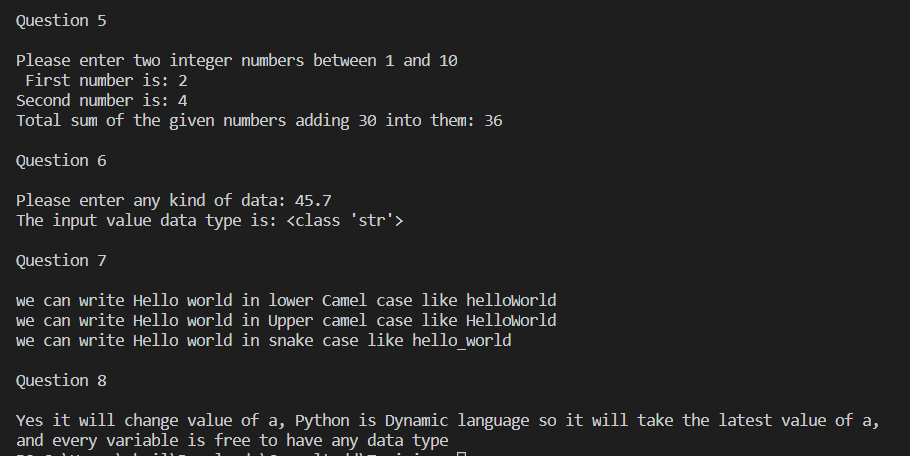 Question 5
Please enter two integer numbers between 1 and 10
First number is: 2
Second number is: 4
Total sum of the given numbers adding 30 into them: 36
Question 6
Please enter any kind of data: 45.7
The input value data type is: <class 'str'>
Question 7
we can write Hello world in lower Camel case like helloWorld
we can write Hello world in Upper camel case like HelloWorld
we can write Hello world in snake case like hello_world
Question 8
Yes it will change value of a, Python is Dynamic language so it will take the latest value of a,
and every variable is free to have any data type